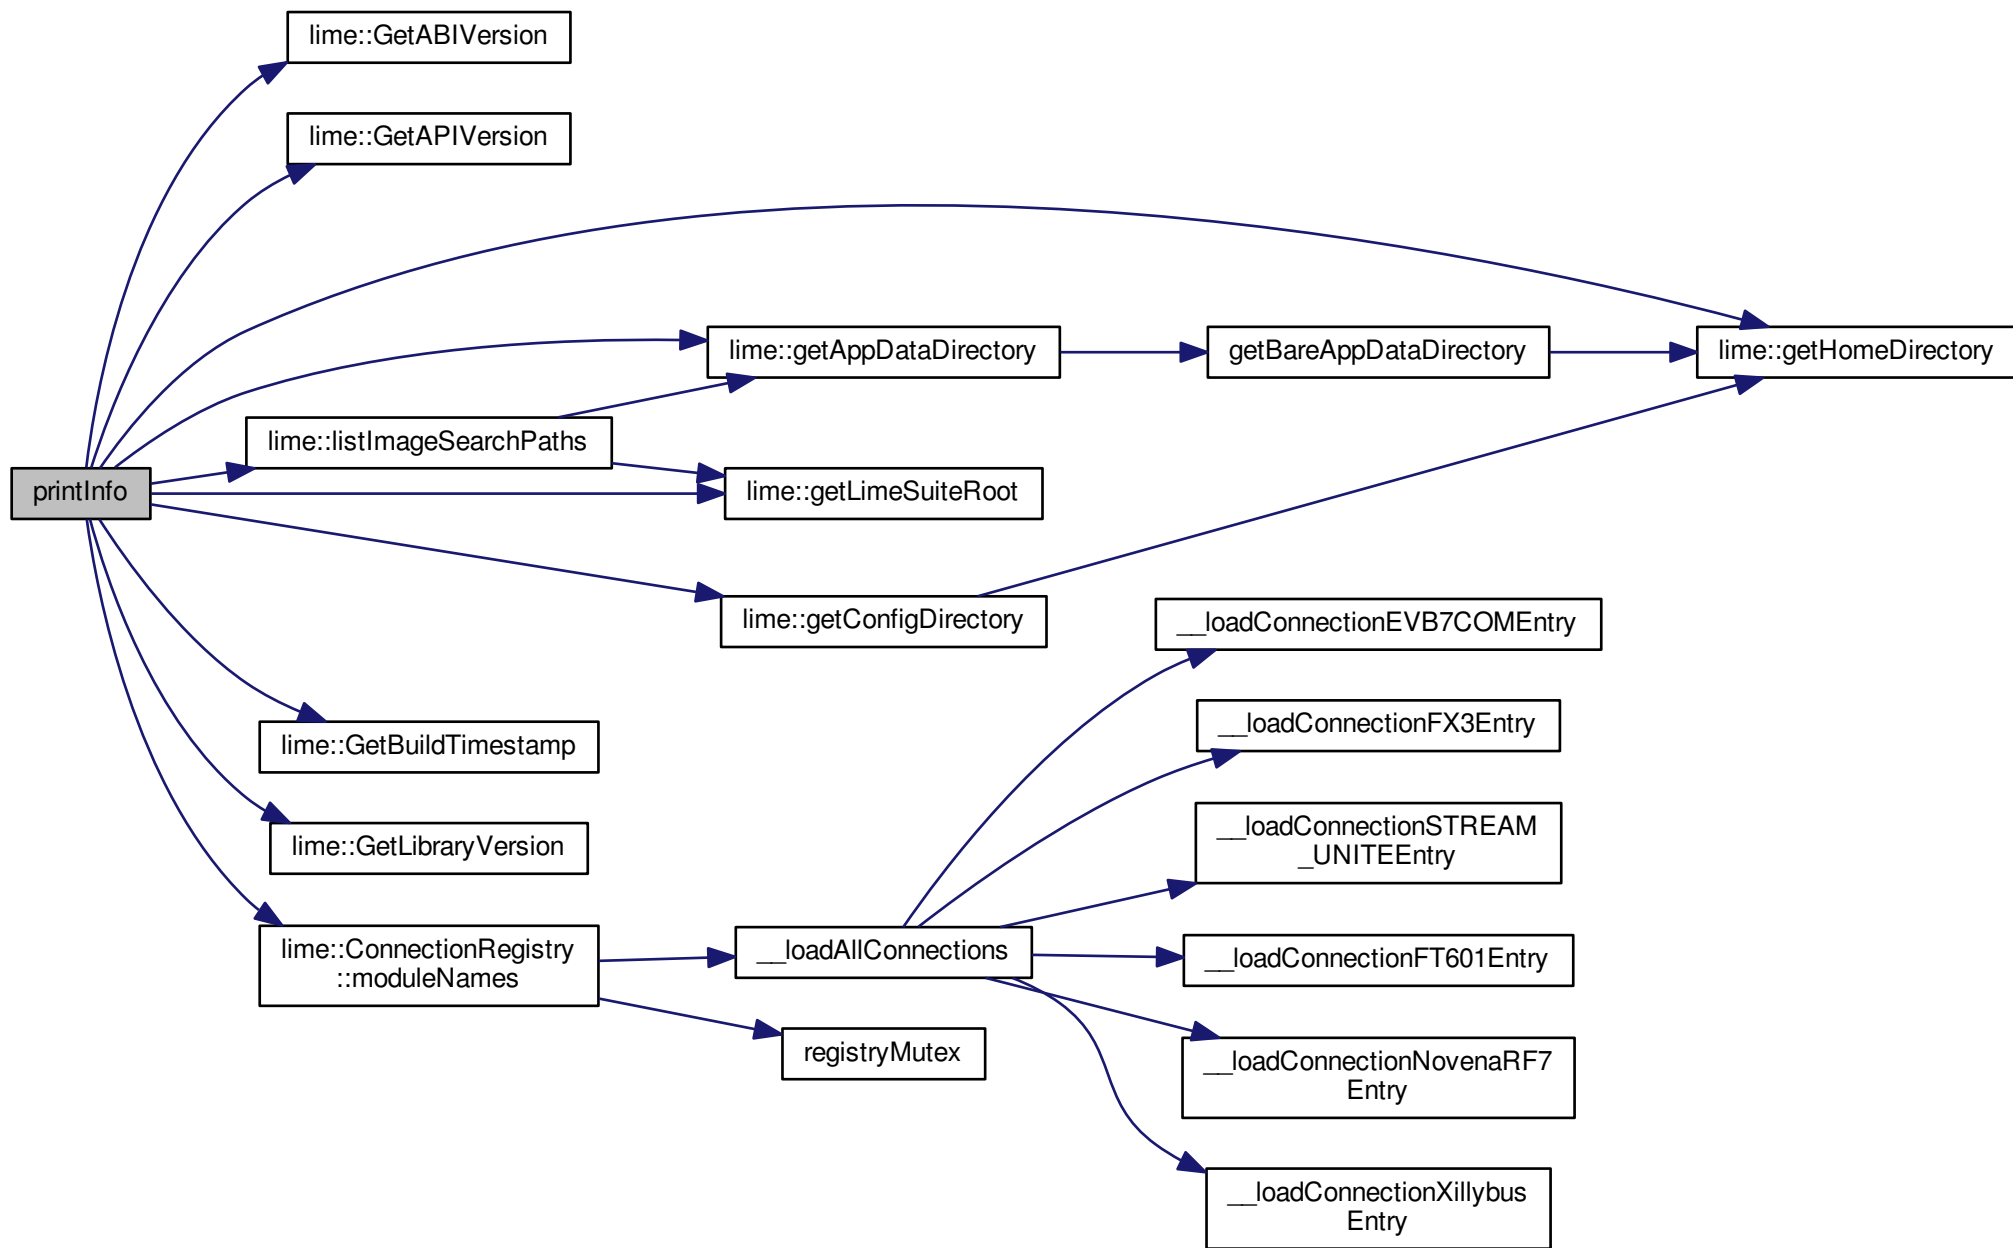 lime::GetABIVersion
lime::GetAPIVersion
lime::getAppDataDirectory
getBareAppDataDirectory
lime::getHomeDirectory
lime::listImageSearchPaths
printInfo
lime::getLimeSuiteRoot
lime::getConfigDirectory
__loadConnectionEVB7COMEntry
__loadConnectionFX3Entry
lime::GetBuildTimestamp
__loadConnectionSTREAM
_UNITEEntry
lime::GetLibraryVersion
lime::ConnectionRegistry
::moduleNames
__loadAllConnections
__loadConnectionFT601Entry
registryMutex
__loadConnectionNovenaRF7
Entry
__loadConnectionXillybus
Entry